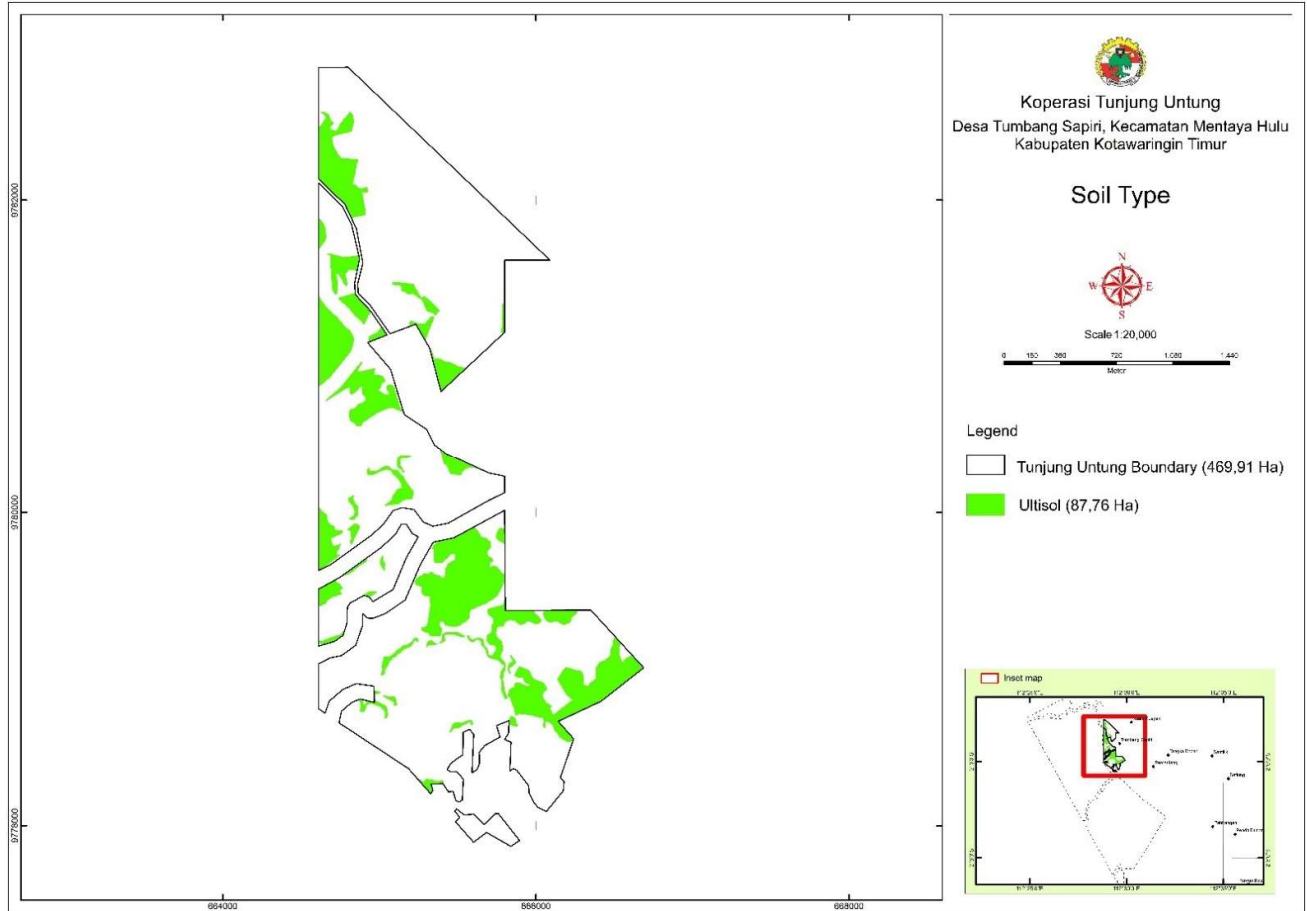 Koperasi Tunjung Untung
Desa Tumbang Sapiri, Kecamatan Mentaya Hulu
Kabupaten Kotawaringin Timur
Soil Type
N
W E
S
Scale 1:20,000
0 180 360 720 1.080 1.440
Meter
Legend
Tunjung Untung Boundary (469,91 Ha)
Ultisol (87,76 Ha)
Inset map
9782000
9780000
9778000
664000 666000 668000